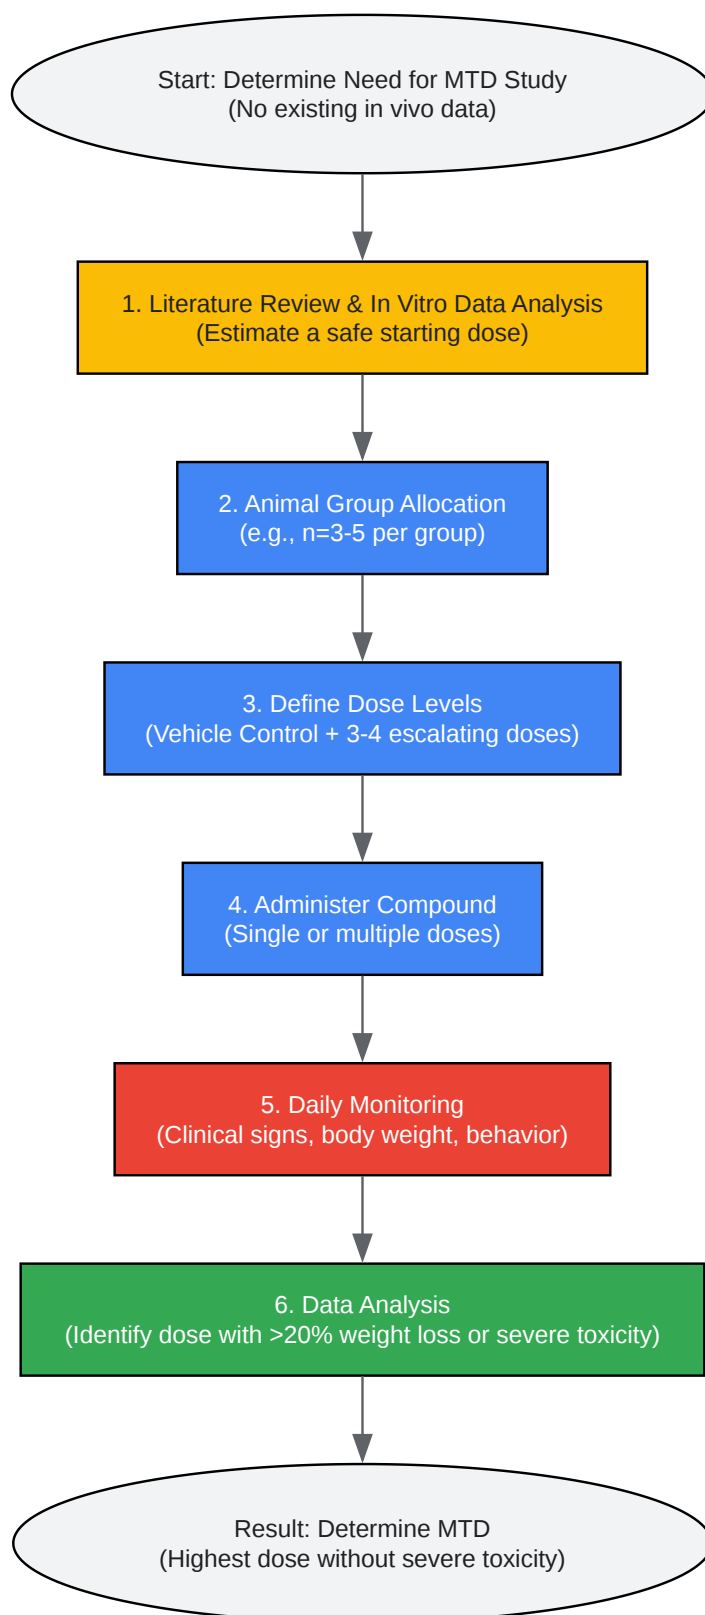 Start: Determine Need for MTD Study
(No existing in vivo data)
1. Literature Review & In Vitro Data Analysis
(Estimate a safe starting dose)
2. Animal Group Allocation
(e.g., n=3-5 per group)
3. Define Dose Levels
(Vehicle Control + 3-4 escalating doses)
4. Administer Compound
(Single or multiple doses)
5. Daily Monitoring
(Clinical signs, body weight, behavior)
6. Data Analysis
(Identify dose with >20% weight loss or severe toxicity)
Result: Determine MTD
(Highest dose without severe toxicity)